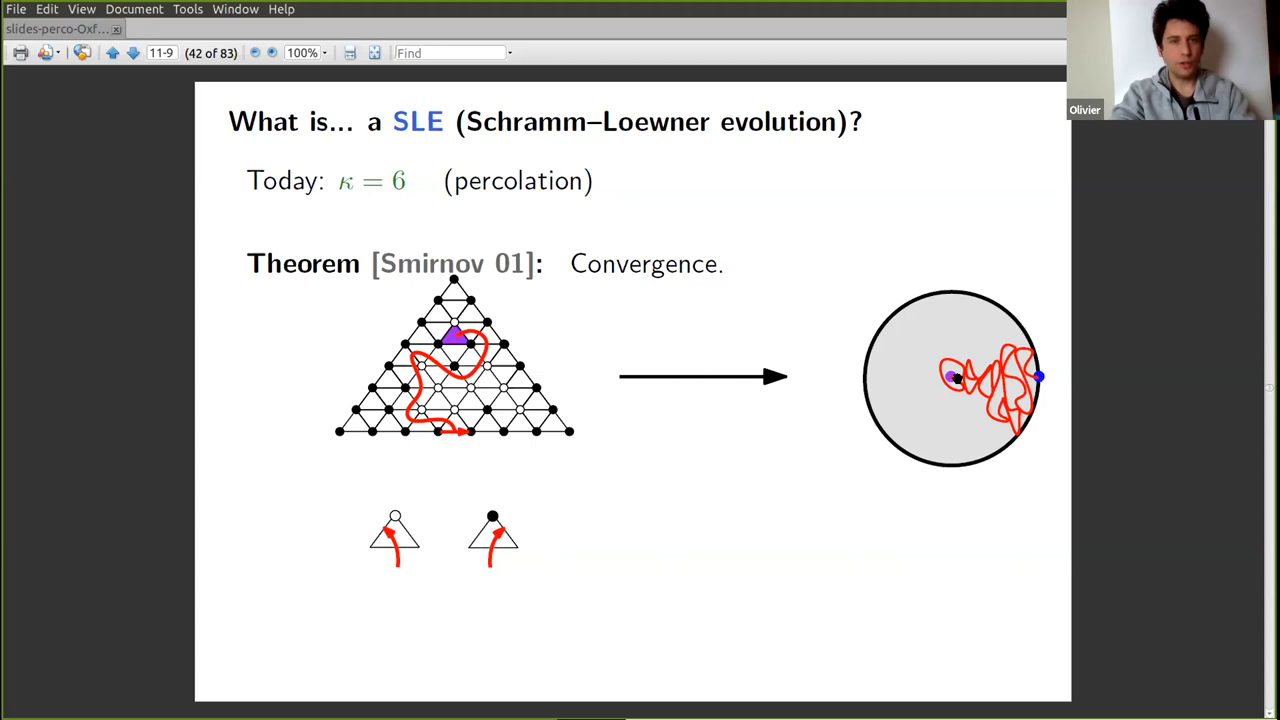 File Edit View Document Tools Window Help
slides-perco-Oxf...
11-9 (42 of 83) 100% Find
Olivier
What is... a SLE (Schramm–Loewner evolution)?
Today: κ = 6 (percolation)
Theorem [Smirnov 01]: Convergence.